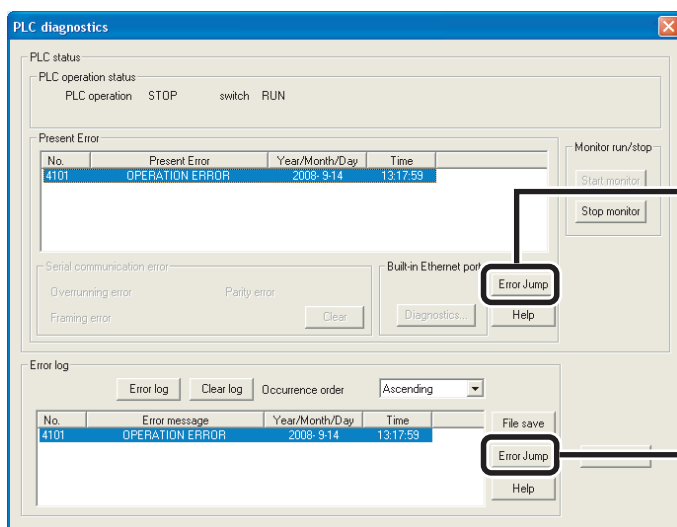 PLC diagnostics
PLC status
PLC operation status
PLC operation STOP switch RUN
Present Error
No. Present Error Year/Month/Day Time
4101 OPERATION ERROR 2008- 9-14 13:17:59
Monitor run/stop
Start monitor
Stop monitor
Serial communication error
Overrunning error Parity error
Framing error Clear
Built-in Ethernet port
Diagnostics...
Error Jump
Help
Error log
Error log Clear log Occurrence order Ascending
No. Error message Year/Month/Day Time
4101 OPERATION ERROR 2008- 9-14 13:17:59
File save
Error Jump
Help